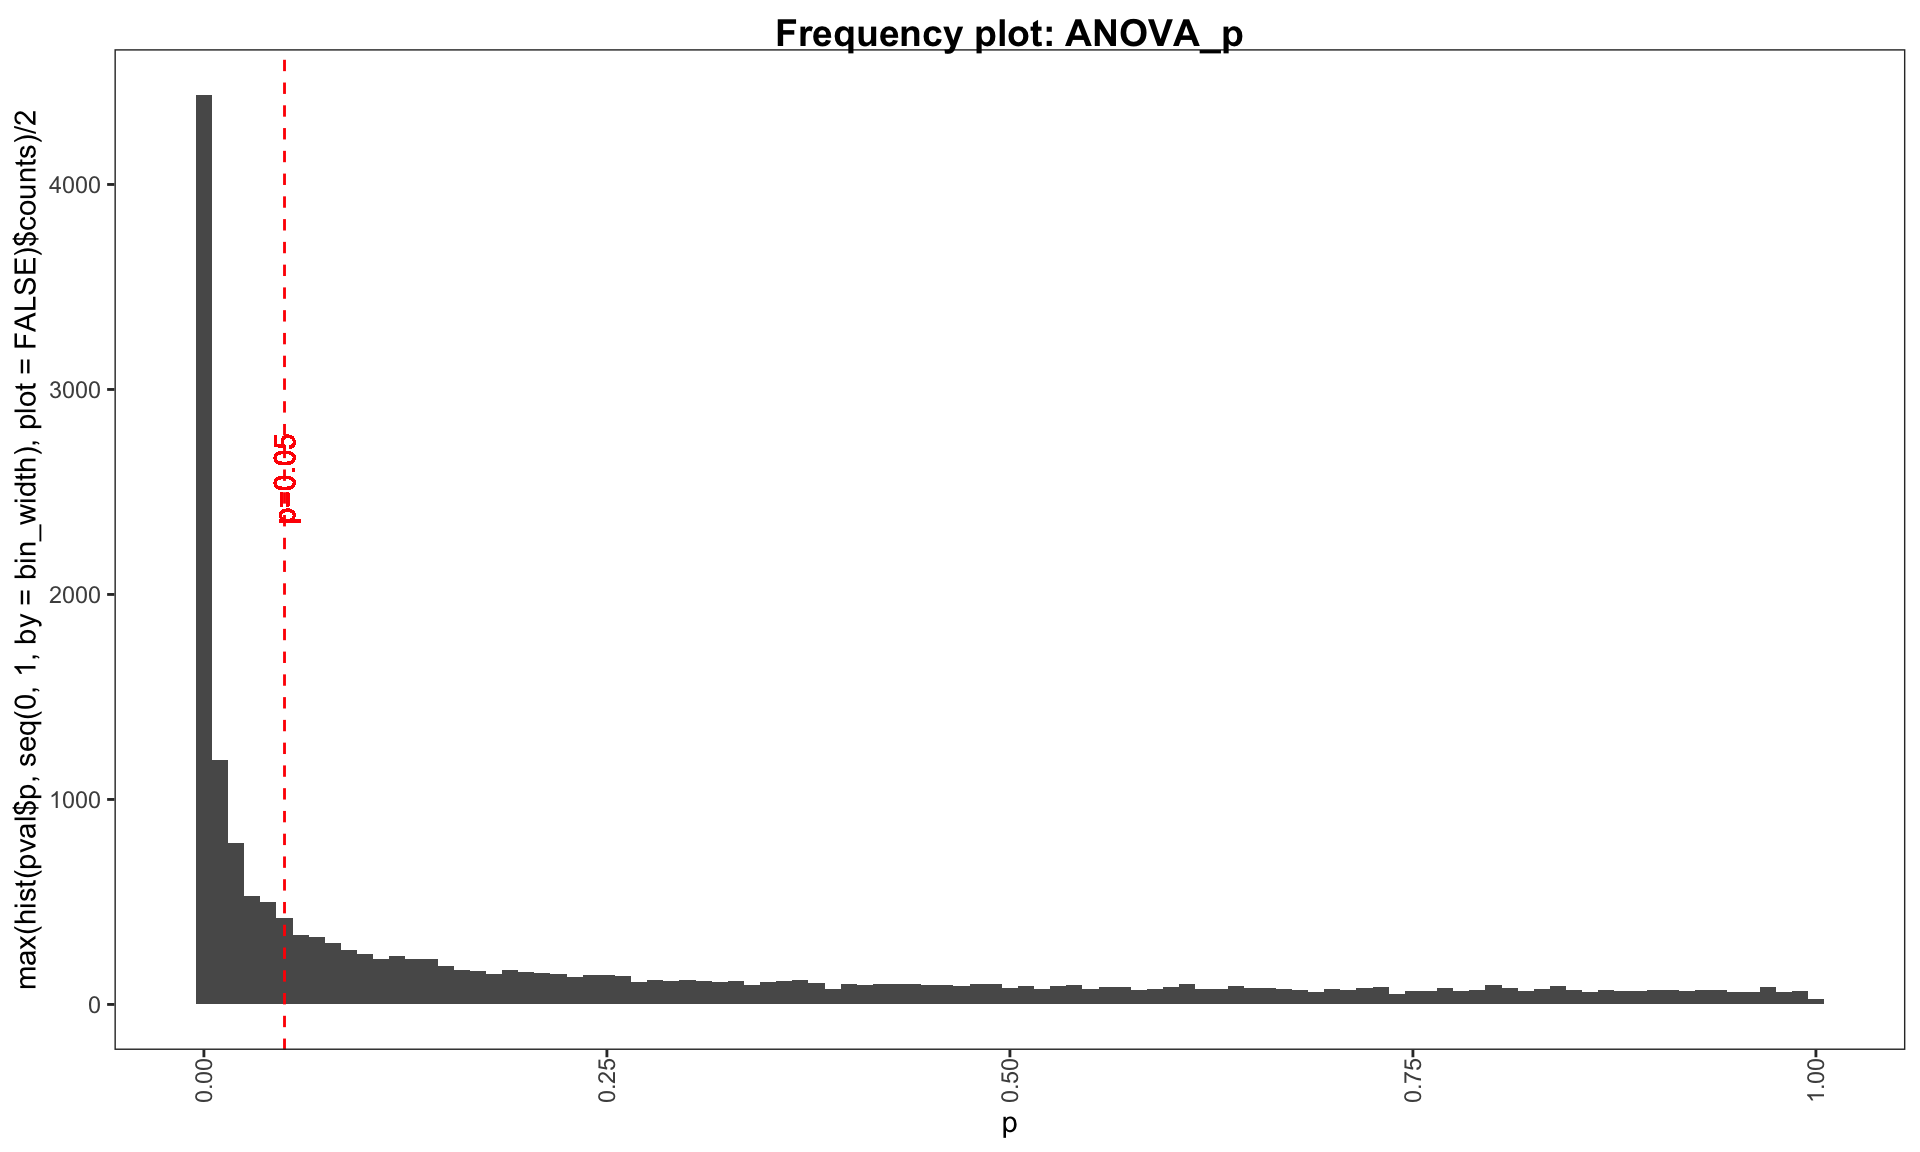 Frequency plot: ANOVA_p
max(hist(pval$p, seq(0, 1, by = bin_width), plot = FALSE)$counts)/2
4000
3000
2000
1000
0
p=0.05
0.00
0.25
0.50
0.75
1.00
p